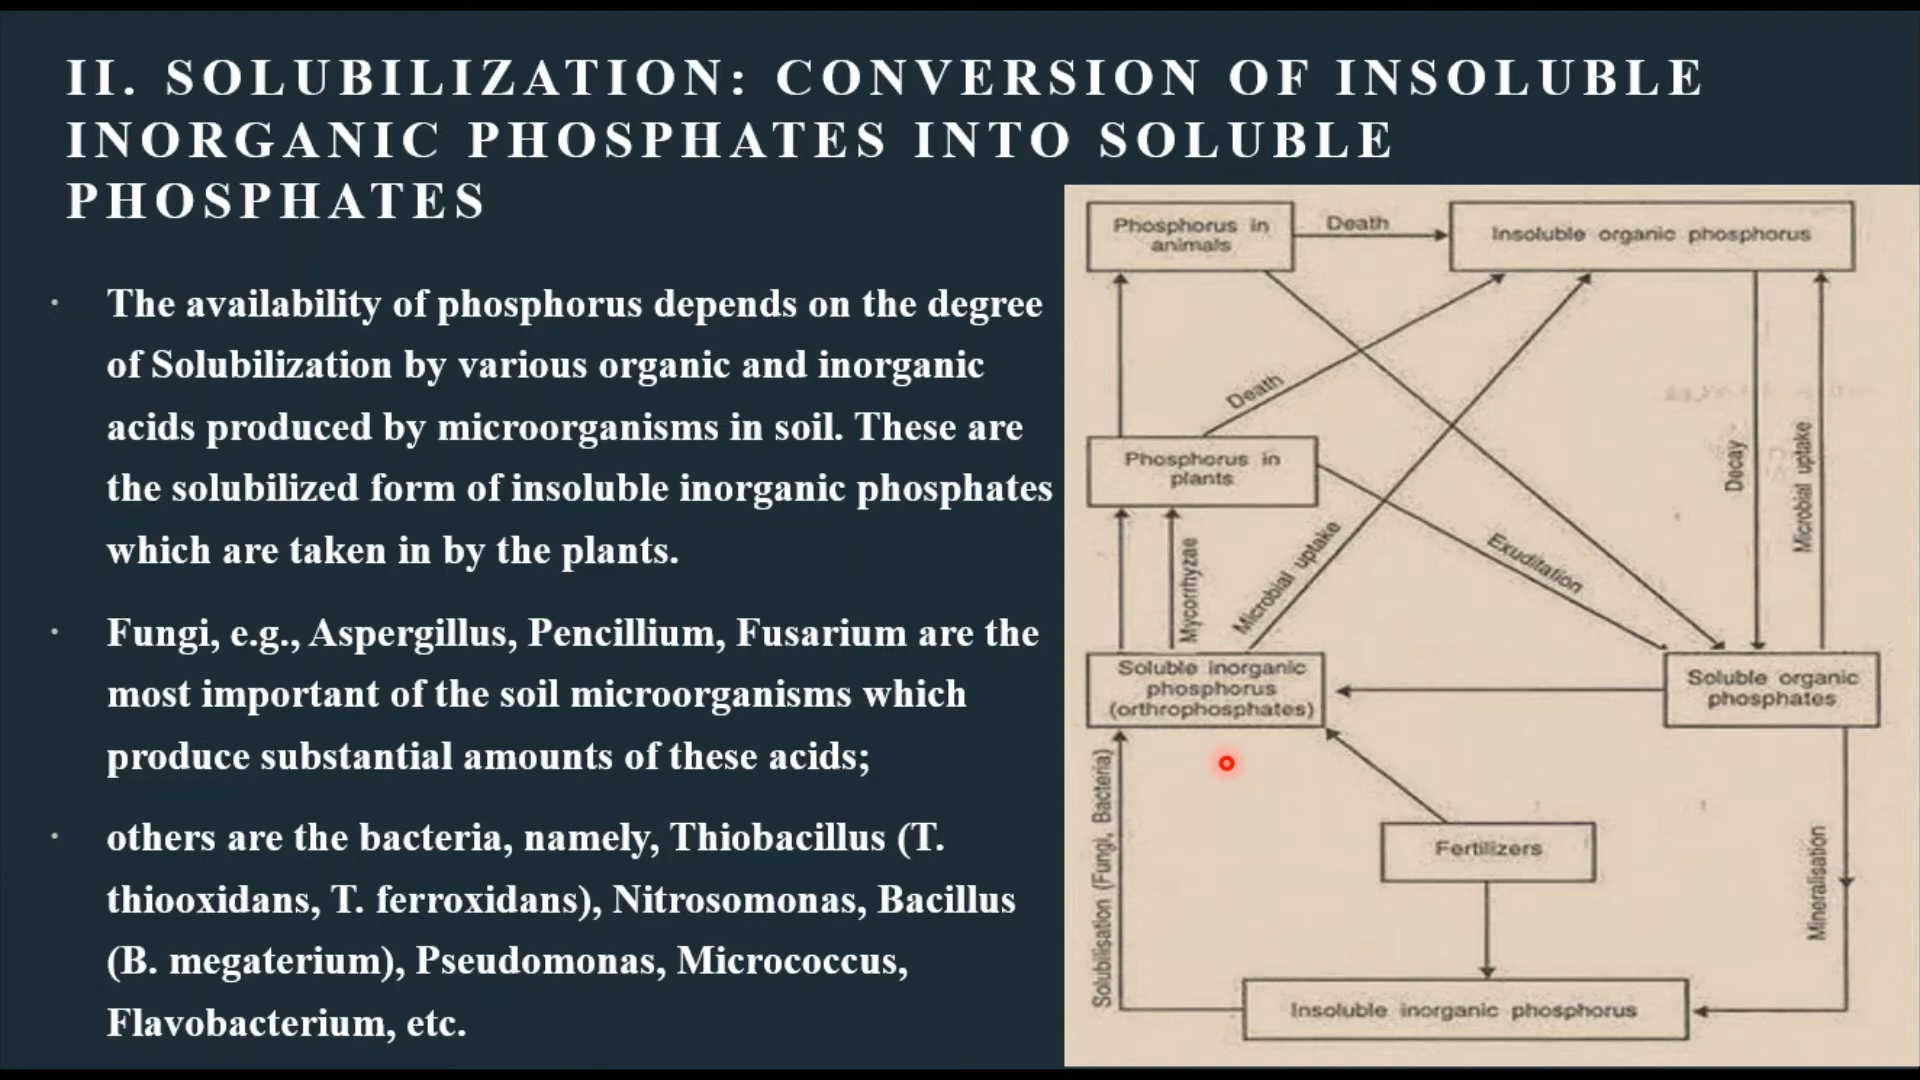 II. SOLUBILIZATION: CONVERSION OF INSOLUBLE
INORGANIC PHOSPHATES INTO SOLUBLE
PHOSPHATES
· The availability of phosphorus depends on the degree
of Solubilization by various organic and inorganic
acids produced by microorganisms in soil. These are
the solubilized form of insoluble inorganic phosphates
which are taken in by the plants.
· Fungi, e.g., Aspergillus, Pencillium, Fusarium are the
most important of the soil microorganisms which
produce substantial amounts of these acids;
· others are the bacteria, namely, Thiobacillus (T.
thiooxidans, T. ferroxidans), Nitrosomonas, Bacillus
(B. megaterium), Pseudomonas, Micrococcus,
Flavobacterium, etc.
Phosphorus in
animals
Death
Insoluble organic phosphorus
Death
Phosphorus in
plants
Decay
Microbial uptake
Mycorrhyzae
Microbial uptake
Exuditation
Soluble inorganic
phosphorus
(orthrophosphates)
Soluble organic
phosphates
Solubilisation (Fungi, Bacteria)
Fertilizers
Mineralisation
Insoluble inorganic phosphorus